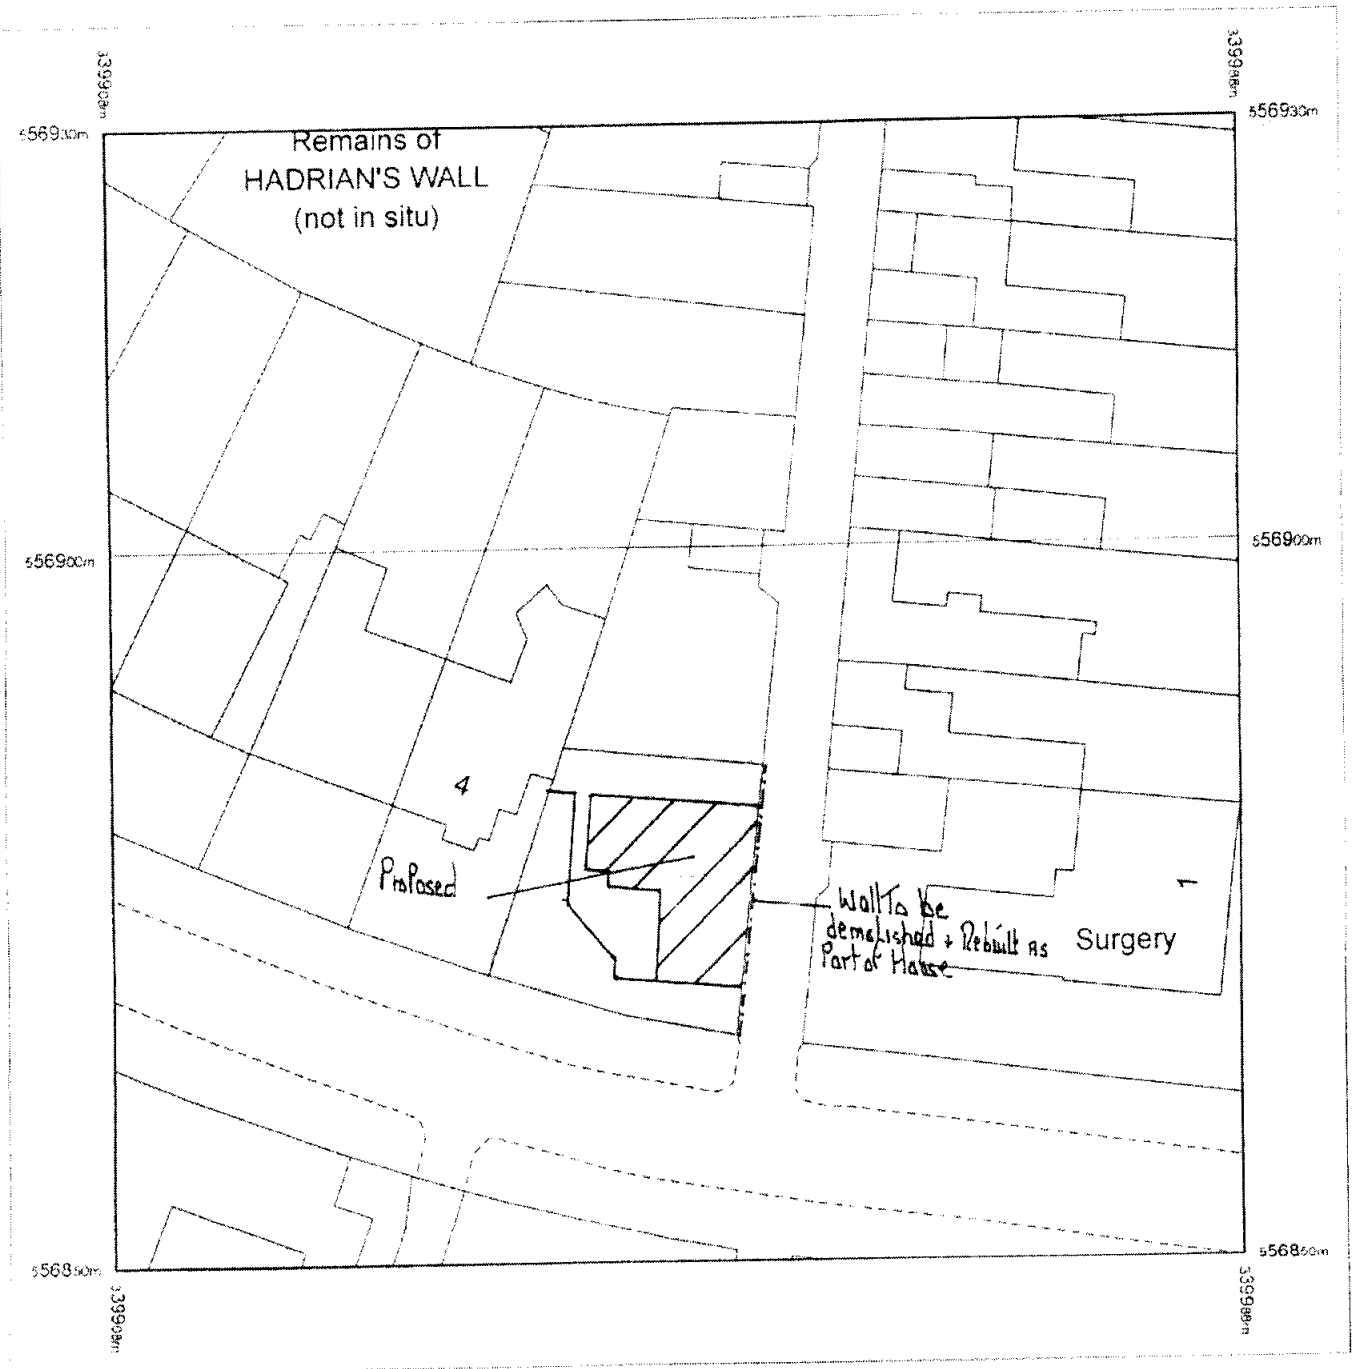 339908m
339988m
556930m
556930m
Remains of
HADRIAN'S WALL
(not in situ)
556900m
556900m
4
Proposed
1
Wall To be
demolished + Rebuilt As
Part of House
Surgery
556850m
556850m
339908m
339988m